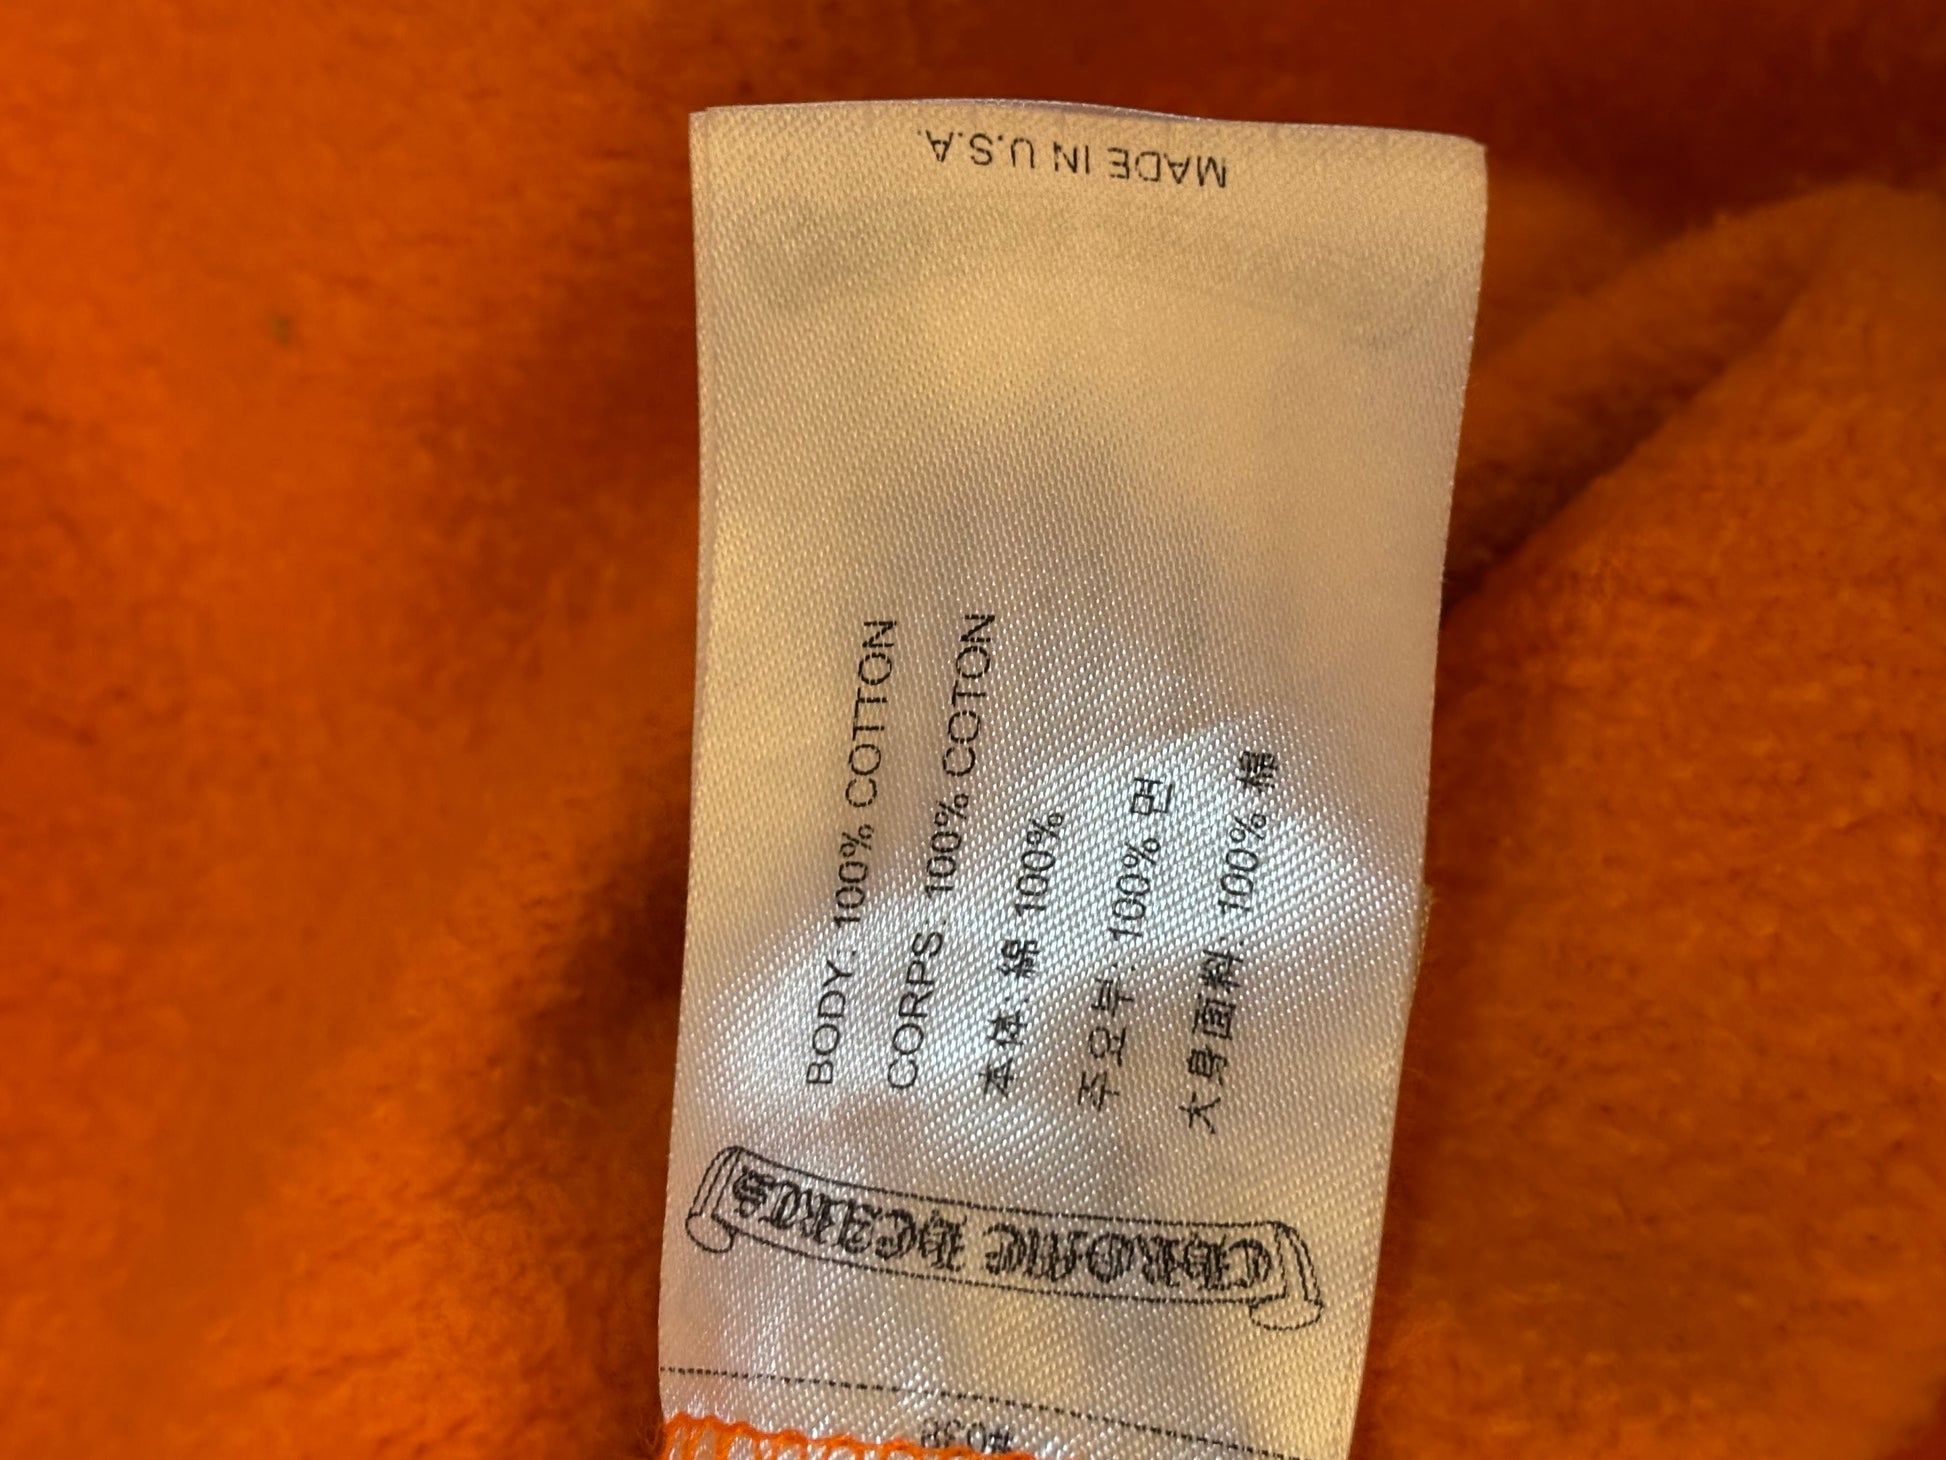 MADE IN U.S.A.
BODY: 100% COTTON
CORPS: 100% COTON
本体: 綿 100%
주요부: 100% 면
大身面料: 100% 棉
CHROME HEARTS
#038